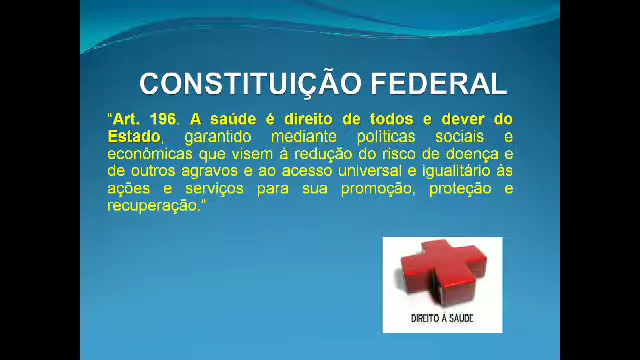 CONSTITUIÇÃO FEDERAL
“Art. 196. A saúde é direito de todos e dever do
Estado, garantido mediante políticas sociais e
econômicas que visem à redução do risco de doença e
de outros agravos e ao acesso universal e igualitário às
ações e serviços para sua promoção, proteção e
recuperação.”
DIREITO À SAÚDE